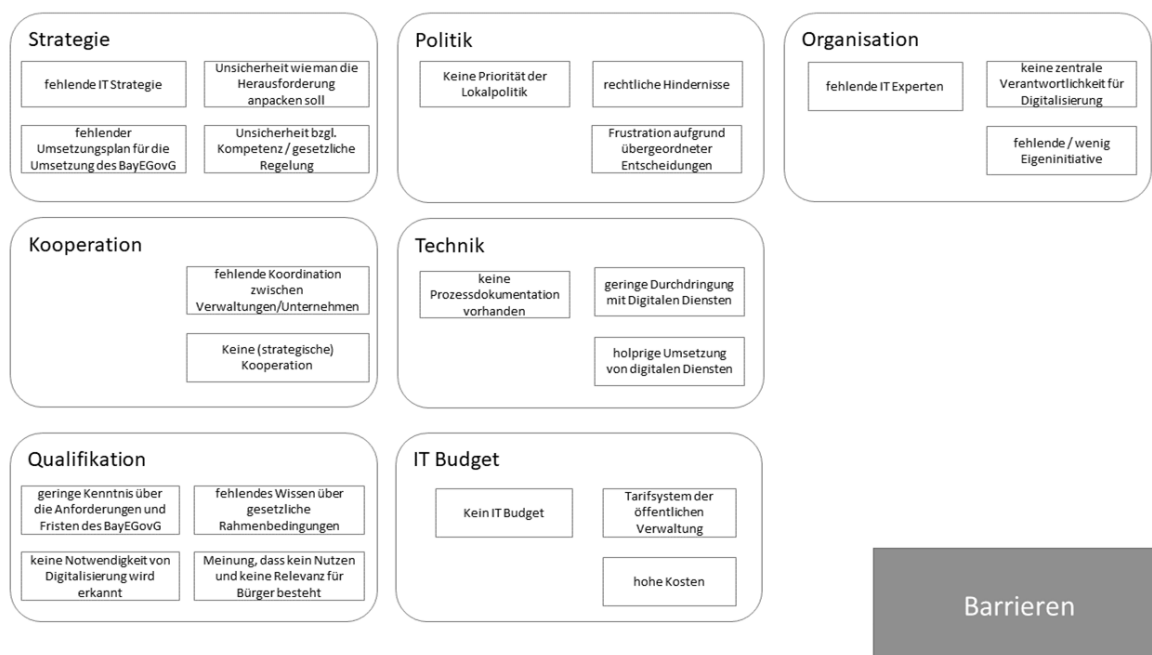 Strategie
fehlende IT Strategie
Unsicherheit wie man die
Herausforderung
anpacken soll
fehlender
Umsetzungsplan für die
Umsetzung des BayEGovG
Unsicherheit bzgl.
Kompetenz / gesetzliche
Regelung
Politik
Keine Priorität der
Lokalpolitik
rechtliche Hindernisse
Frustration aufgrund
übergeordneter
Entscheidungen
Organisation
fehlende IT Experten
keine zentrale
Verantwortlichkeit für
Digitalisierung
fehlende / wenig
Eigeninitiative
Kooperation
fehlende Koordination
zwischen
Verwaltungen/Unternehmen
Keine (strategische)
Kooperation
Technik
keine
Prozessdokumentation
vorhanden
geringe Durchdringung
mit Digitalen Diensten
holprige Umsetzung
von digitalen Diensten
Qualifikation
geringe Kenntnis über
die Anforderungen und
Fristen des BayEGovG
fehlendes Wissen über
gesetzliche
Rahmenbedingungen
keine Notwendigkeit von
Digitalisierung wird
erkannt
Meinung, dass kein Nutzen
und keine Relevanz für
Bürger besteht
IT Budget
Kein IT Budget
Tarifsystem der
öffentlichen
Verwaltung
hohe Kosten
Barrieren